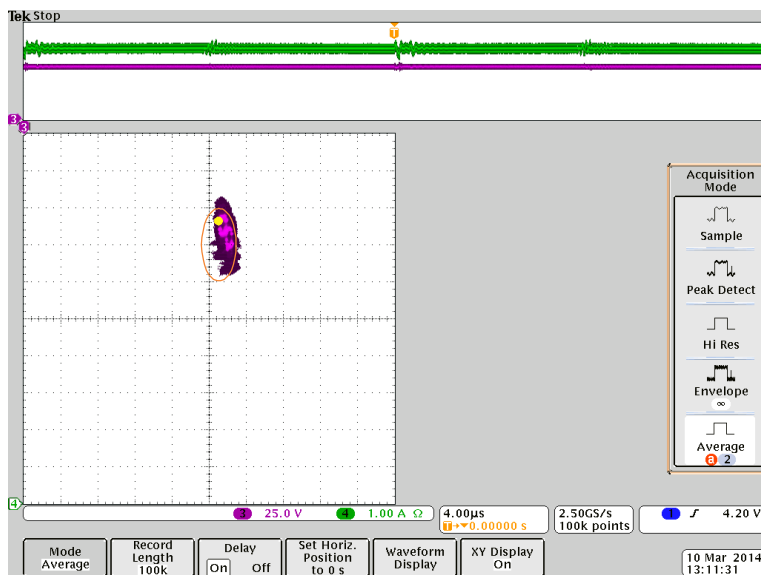 Tek Stop
T
3
3
Acquisition
Mode
Sample
Peak Detect
Hi Res
Envelope
∞
Average
a 2
4
3 25.0 V 4 1.00 A Ω
4.00μs
T→▼0.00000 s
2.50GS/s
100k points
1 ∫ 4.20 V
Mode
Average
Record
Length
100k
Delay
On Off
Set Horiz.
Position
to 0 s
Waveform
Display
XY Display
On
10 Mar 2014
13:11:31